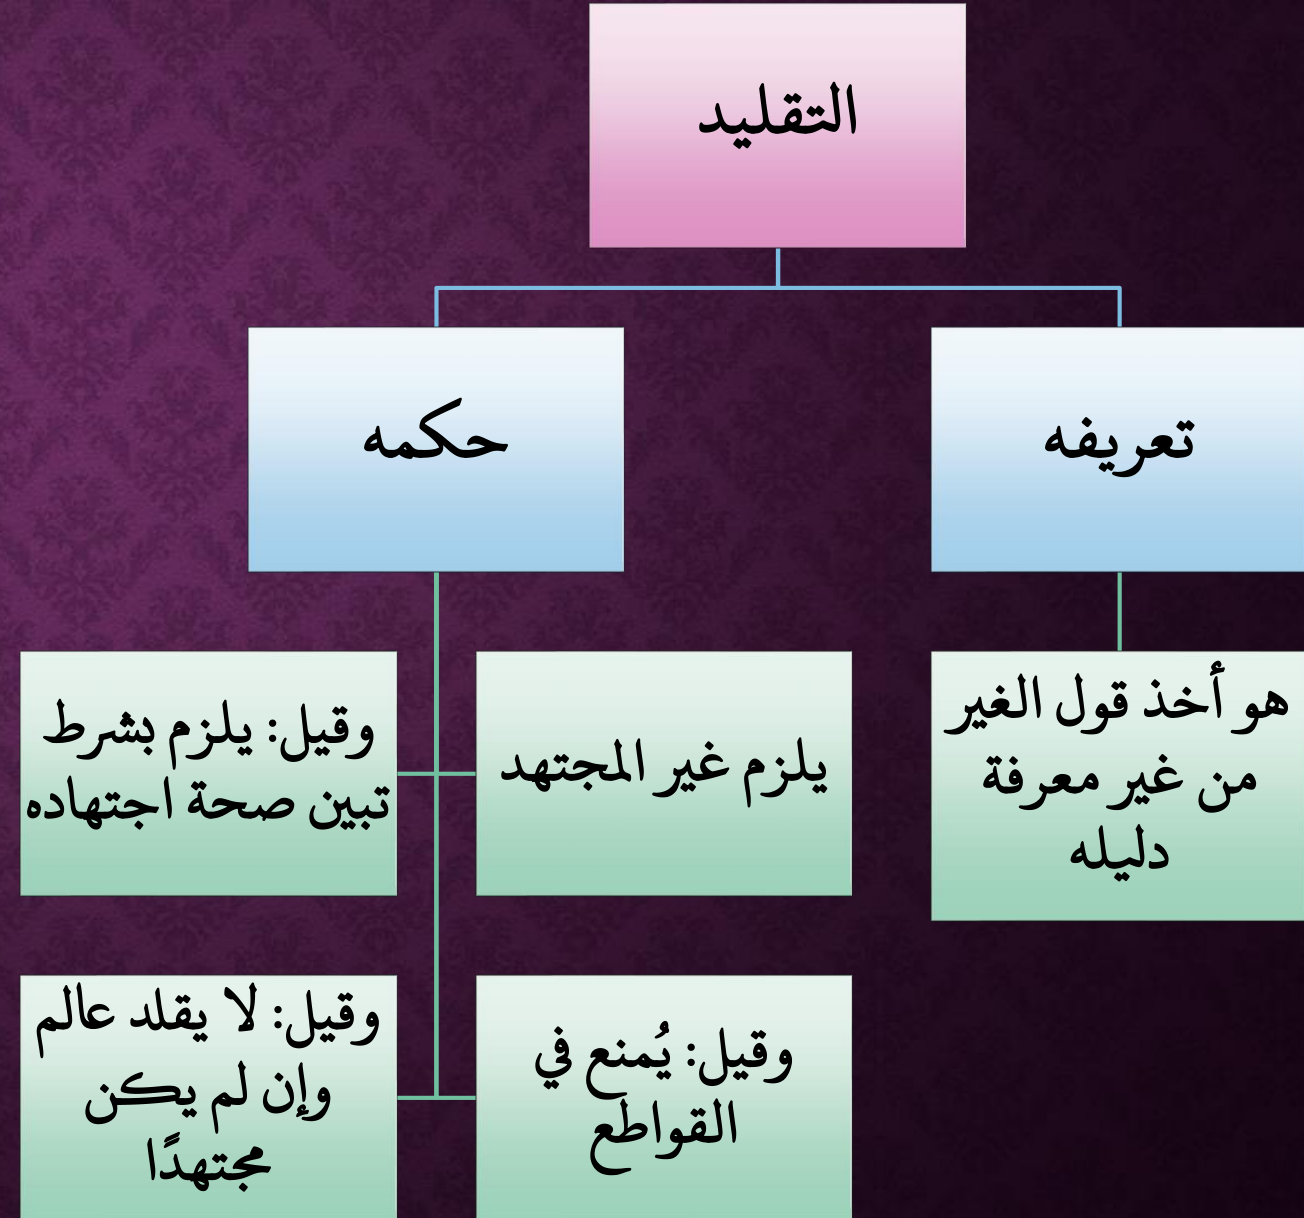 التقليد
تعريفه
هو أخذ قول الغير
من غير معرفة
دليله
حكمه
يلزم غير المجتهد
وقيل: يلزم بشرط
تبين صحة اجتهاده
وقيل: يُمنع في
القواطع
وقيل: لا يقلد عالم
وإن لم يكن
مجتهدًا